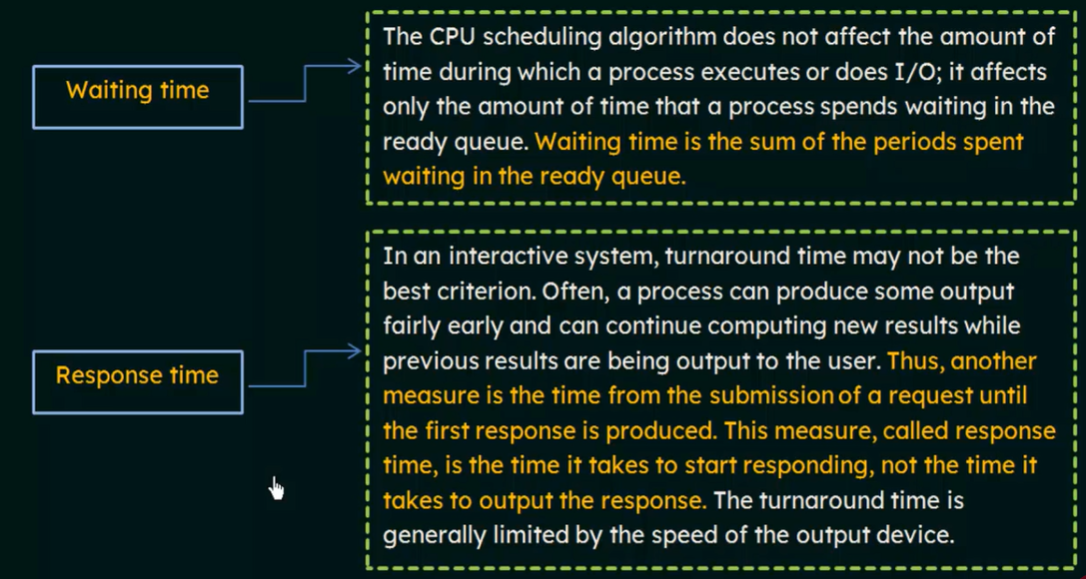 Waiting time
The CPU scheduling algorithm does not affect the amount of
time during which a process executes or does I/O; it affects
only the amount of time that a process spends waiting in the
ready queue. Waiting time is the sum of the periods spent
waiting in the ready queue.
Response time
In an interactive system, turnaround time may not be the
best criterion. Often, a process can produce some output
fairly early and can continue computing new results while
previous results are being output to the user. Thus, another
measure is the time from the submission of a request until
the first response is produced. This measure, called response
time, is the time it takes to start responding, not the time it
takes to output the response. The turnaround time is
generally limited by the speed of the output device.